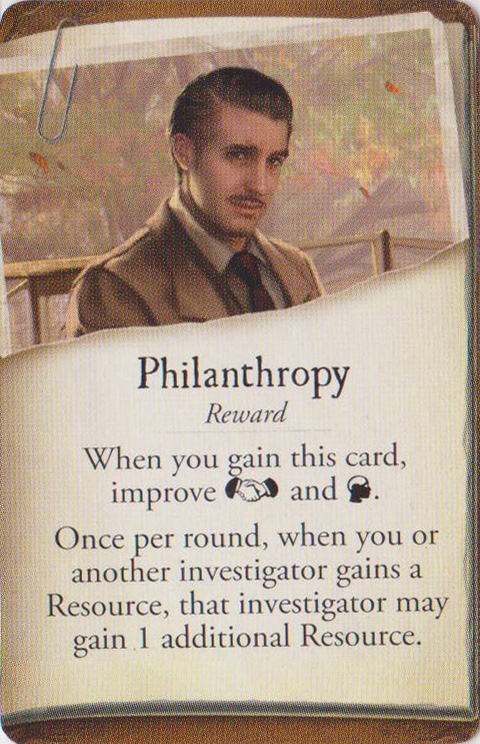 Philanthropy
Reward
When you gain this card,
improve and .
Once per round, when you or
another investigator gains a
Resource, that investigator may
gain 1 additional Resource.